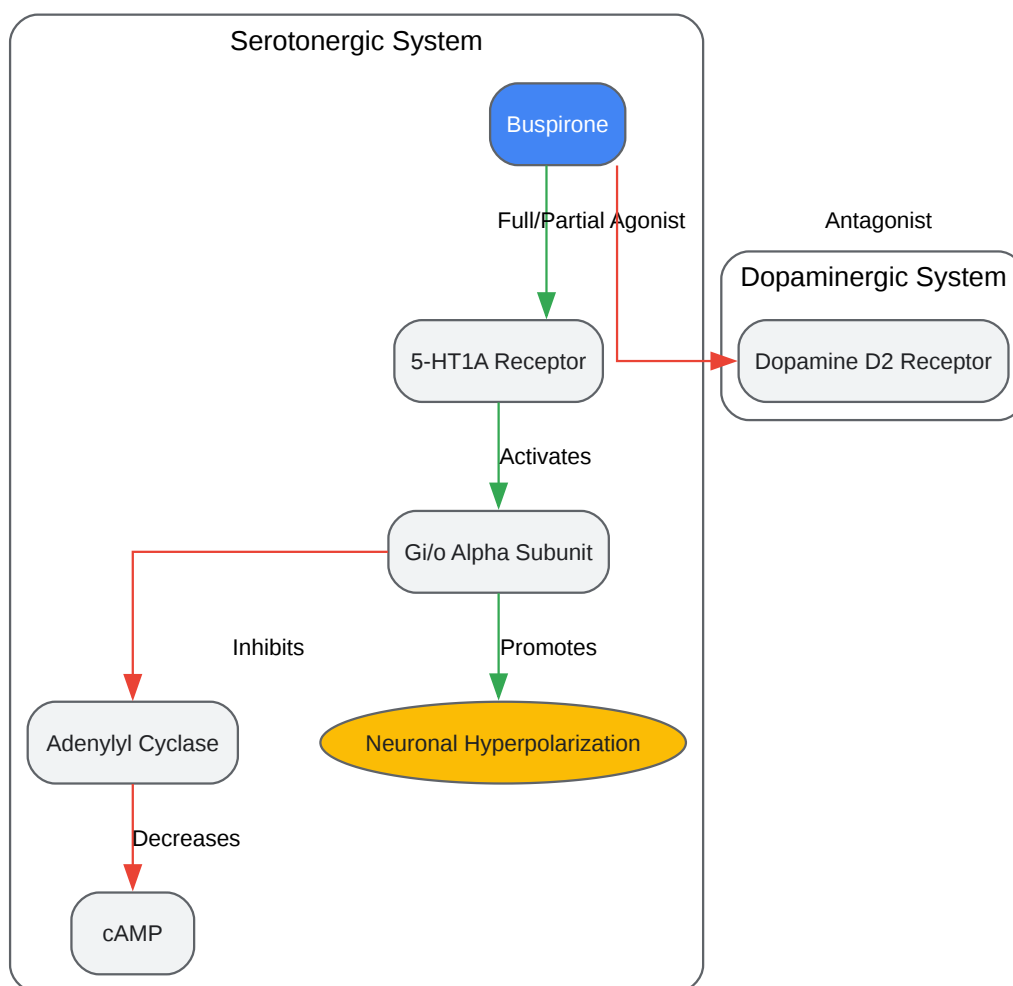 Serotonergic System
Buspirone
Full/Partial Agonist
Antagonist
Dopaminergic System
5-HT1A Receptor
Dopamine D2 Receptor
Activates
Gi/o Alpha Subunit
Inhibits
Promotes
Adenylyl Cyclase
Neuronal Hyperpolarization
Decreases
cAMP